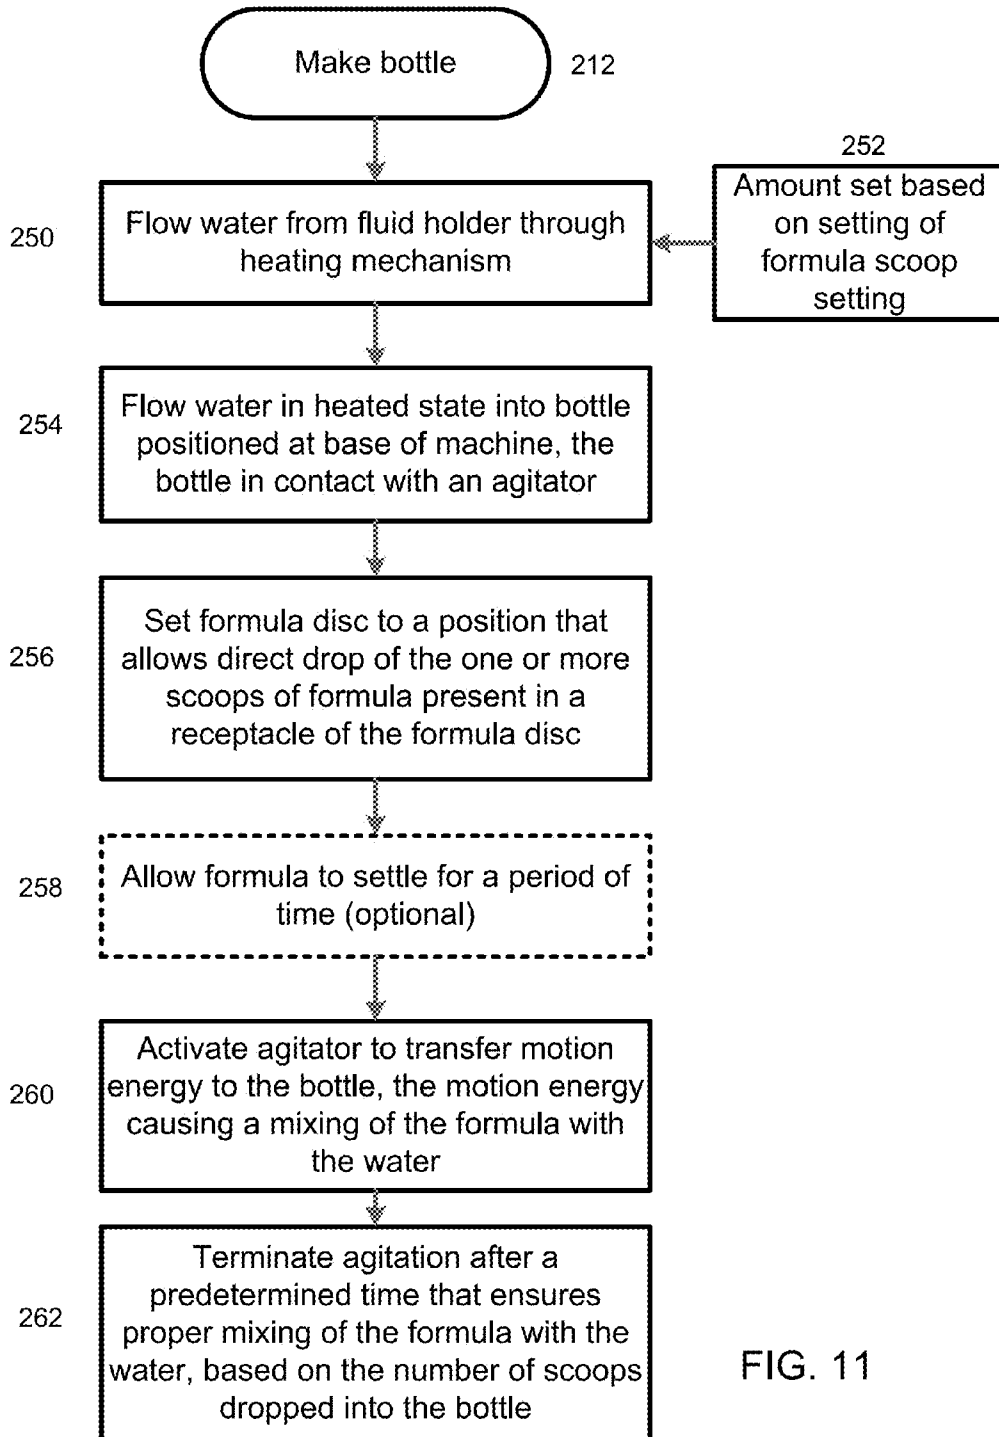 Make bottle
212
252
Amount set based
on setting of
formula scoop
setting
250
Flow water from fluid holder through
heating mechanism
254
Flow water in heated state into bottle
positioned at base of machine, the
bottle in contact with an agitator
256
Set formula disc to a position that
allows direct drop of the one or more
scoops of formula present in a
receptacle of the formula disc
258
Allow formula to settle for a period of
time (optional)
260
Activate agitator to transfer motion
energy to the bottle, the motion energy
causing a mixing of the formula with
the water
262
Terminate agitation after a
predetermined time that ensures
proper mixing of the formula with the
water, based on the number of scoops
dropped into the bottle
FIG. 11